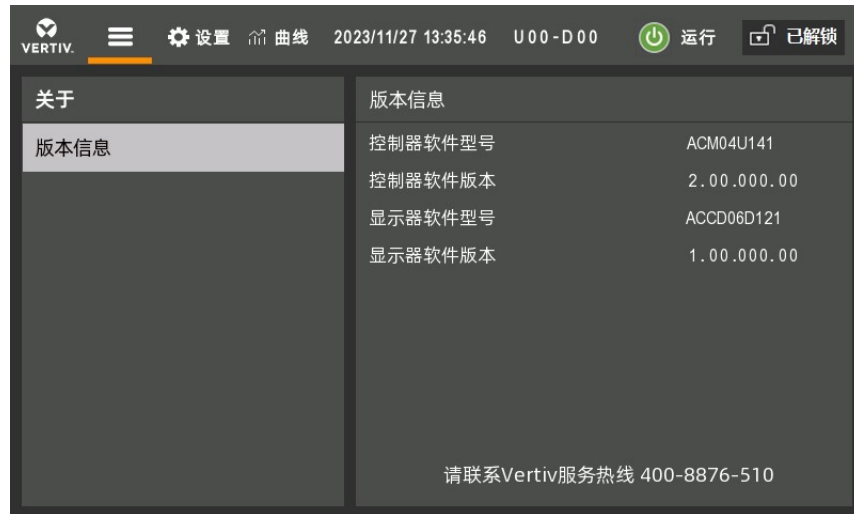 VERTIV. 设置 曲线 2023/11/27 13:35:46 U00-D00 运行 已解锁
关于
版本信息
版本信息
控制器软件型号 ACM04U141
控制器软件版本 2.00.000.00
显示器软件型号 ACCD06D121
显示器软件版本 1.00.000.00
请联系Vertiv服务热线 400-8876-510